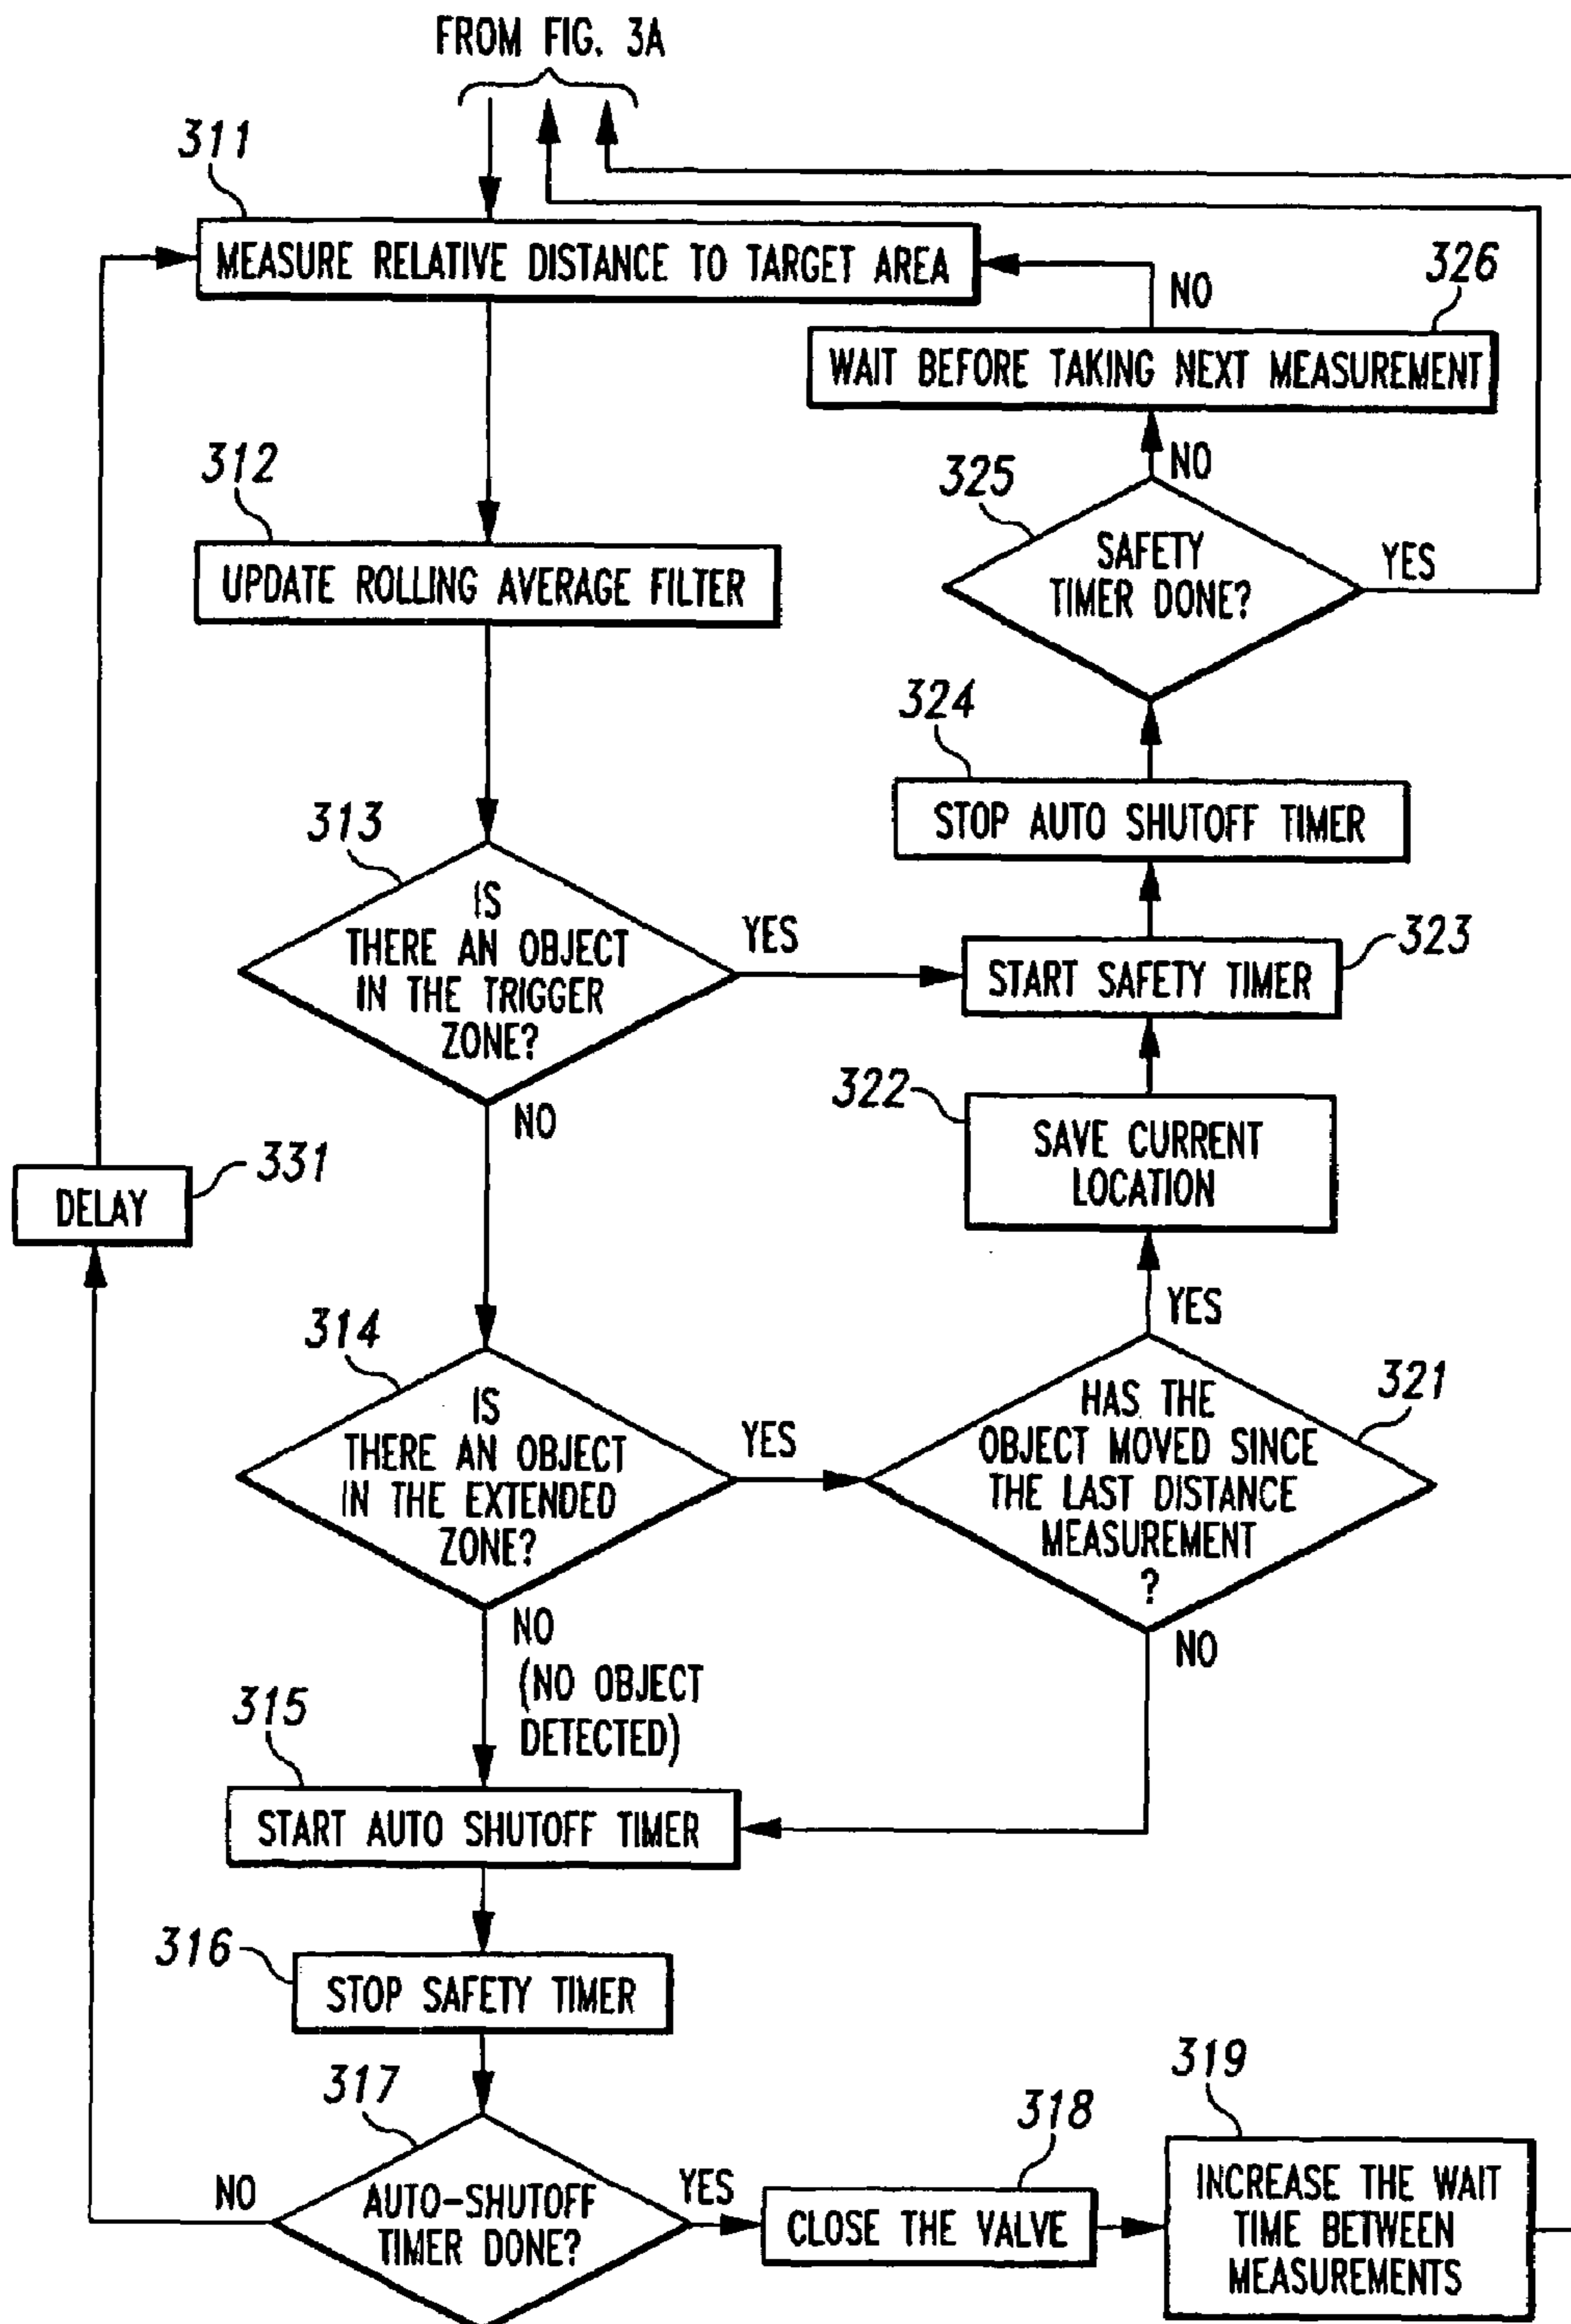 FROM FIG. 3A
311
MEASURE RELATIVE DISTANCE TO TARGET AREA
326
NO
WAIT BEFORE TAKING NEXT MEASUREMENT
312
325
NO
SAFETY
TIMER DONE?
YES
UPDATE ROLLING AVERAGE FILTER
324
STOP AUTO SHUTOFF TIMER
313
IS
THERE AN OBJECT
IN THE TRIGGER
ZONE?
YES
323
START SAFETY TIMER
NO
322
SAVE CURRENT
LOCATION
331
DELAY
YES
314
IS
THERE AN OBJECT
IN THE EXTENDED
ZONE?
YES
321
HAS THE
OBJECT MOVED SINCE
THE LAST DISTANCE
MEASUREMENT
?
NO
(NO OBJECT
DETECTED)
NO
315
START AUTO SHUTOFF TIMER
316
STOP SAFETY TIMER
317
NO
AUTO-SHUTOFF
TIMER DONE?
YES
318
CLOSE THE VALVE
319
INCREASE THE WAIT
TIME BETWEEN
MEASUREMENTS